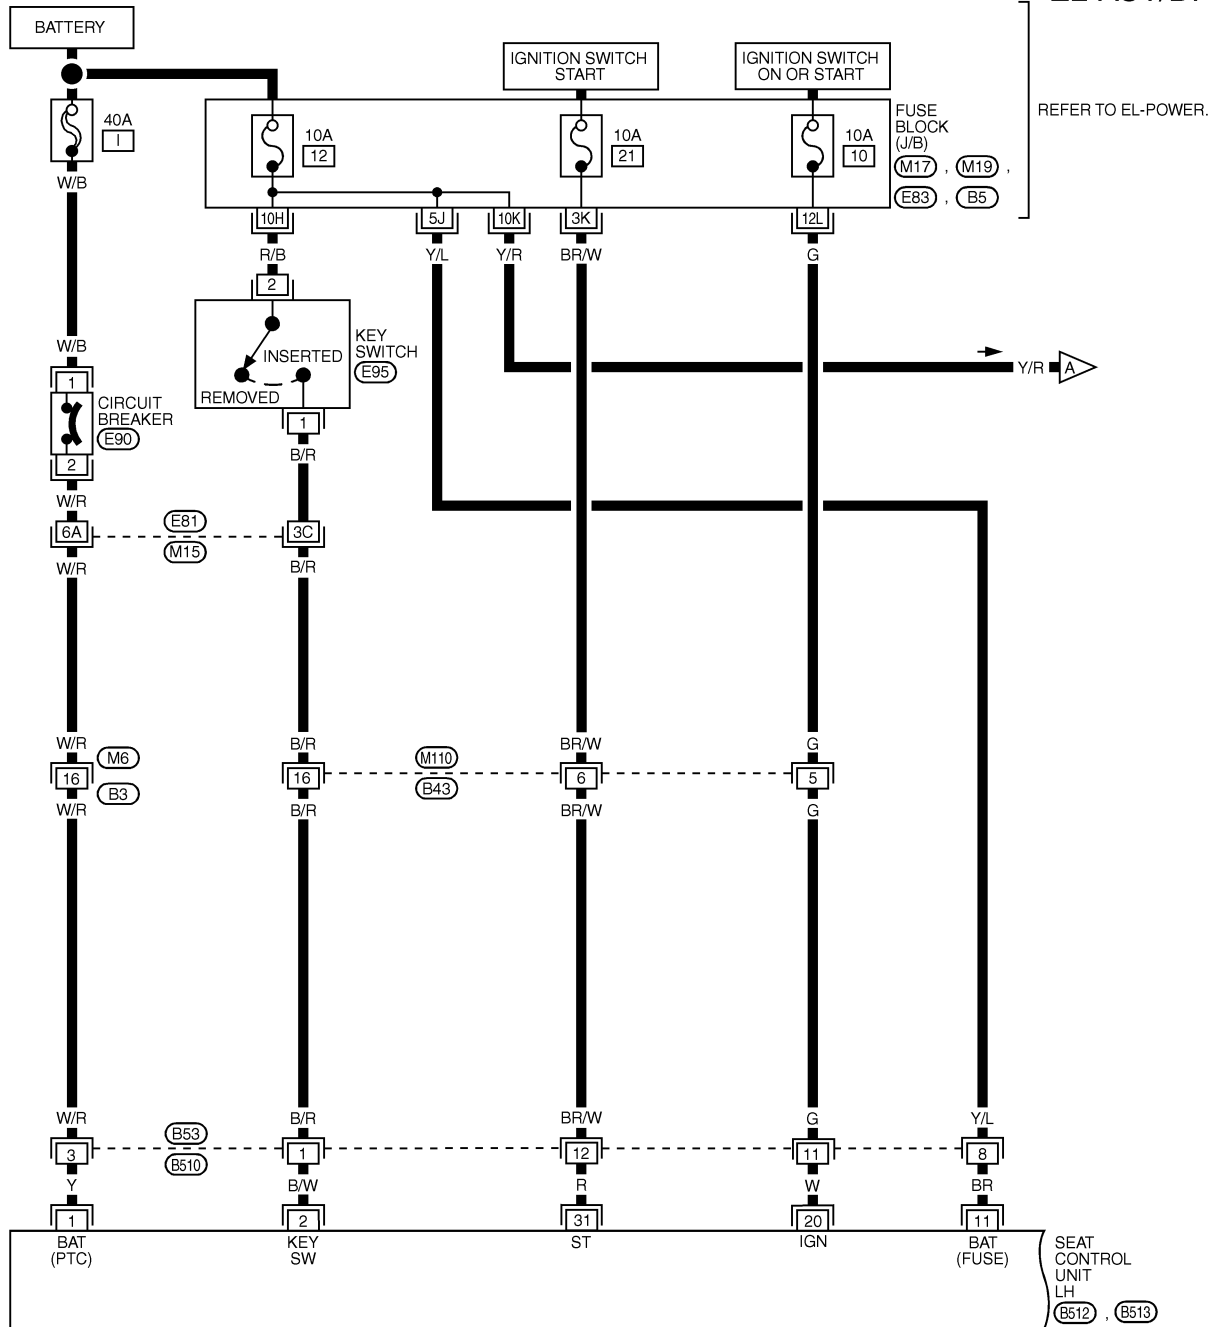 BATTERY
IGNITION SWITCH
START
IGNITION SWITCH
ON OR START
REFER TO EL-POWER.
40A
I
10A
12
10A
21
10A
10
FUSE
BLOCK
(J/B)
M17 , M19 ,
E83 , B5
W/B
10H
5J
10K
3K
12L
R/B
Y/L
Y/R
BR/W
G
2
W/B
KEY
SWITCH
E95
INSERTED
REMOVED
Y/R
A
1
CIRCUIT
BREAKER
E90
2
1
B/R
W/R
6A
E81
M15
3C
W/R
B/R
W/R
B/R
BR/W
G
M6
B3
16
16
M110
B43
6
5
W/R
B/R
BR/W
G
W/R
B/R
BR/W
G
Y/L
3
B53
B510
1
12
11
8
Y
B/W
R
W
BR
1
2
31
20
11
BAT
(PTC)
KEY
SW
ST
IGN
BAT
(FUSE)
SEAT
CONTROL
UNIT
LH
B512 , B513